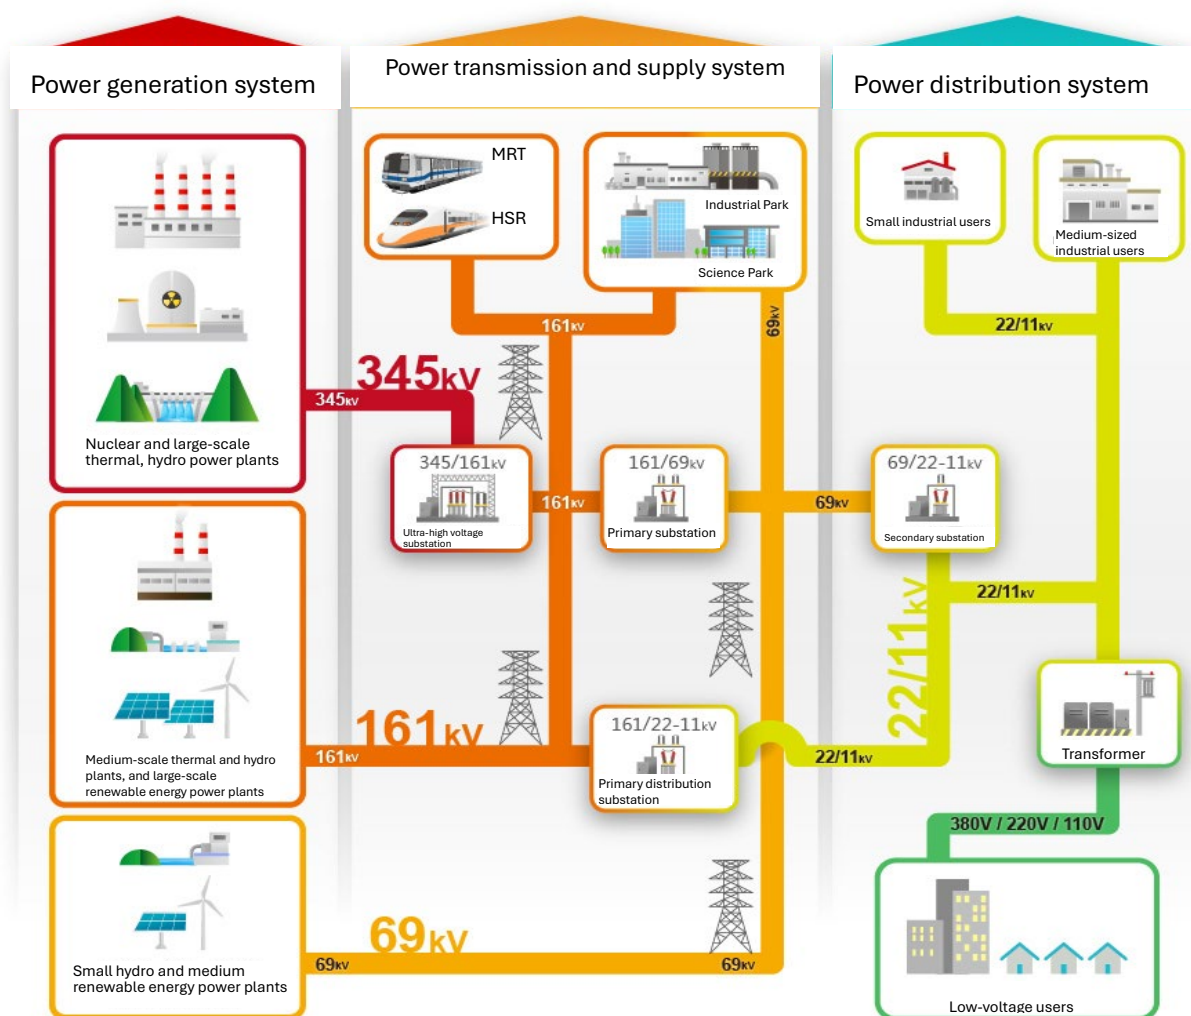 Power generation system
Power transmission and supply system
Power distribution system
MRT
HSR
Industrial Park
Science Park
Small industrial users
Medium-sized
industrial users
161kV
69kV
22/11kV
345kV
345kV
Nuclear and large-scale
thermal, hydro power plants
345/161kV
Ultra-high voltage
substation
161kV
161/69kV
Primary substation
69kV
69/22-11kV
Secondary substation
22/11kV
22/11kV
Medium-scale thermal and hydro
plants, and large-scale
renewable energy power plants
161kV
161kV
161/22-11kV
Primary distribution
substation
22/11kV
Transformer
380V / 220V / 110V
Small hydro and medium
renewable energy power plants
69kV
69kV
69kV
Low-voltage users